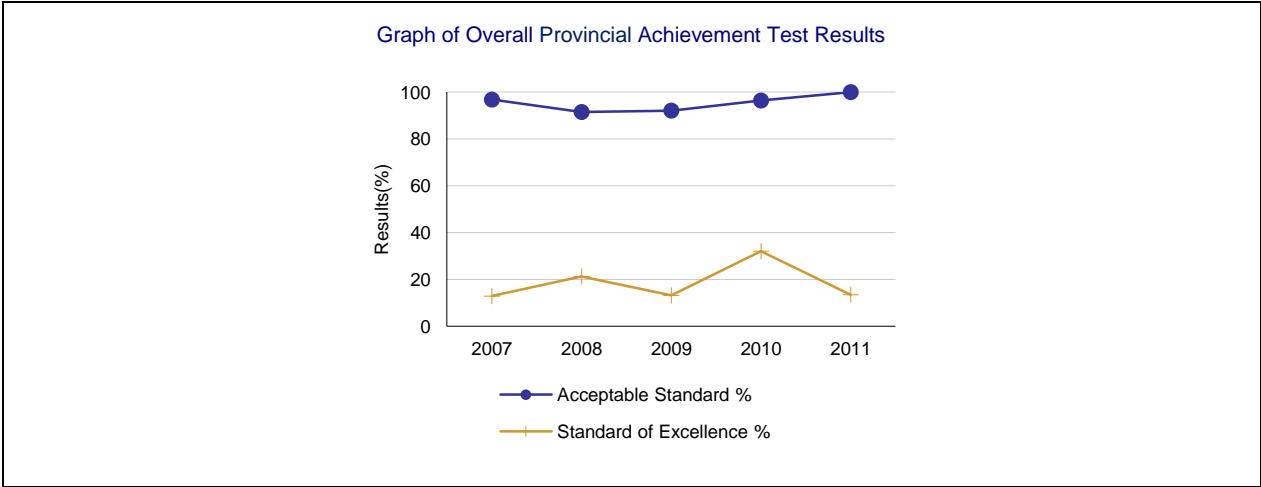 Graph of Overall Provincial Achievement Test Results
100
80
60
40
20
0
Results(%)
2007 2008 2009 2010 2011
Acceptable Standard %
Standard of Excellence %